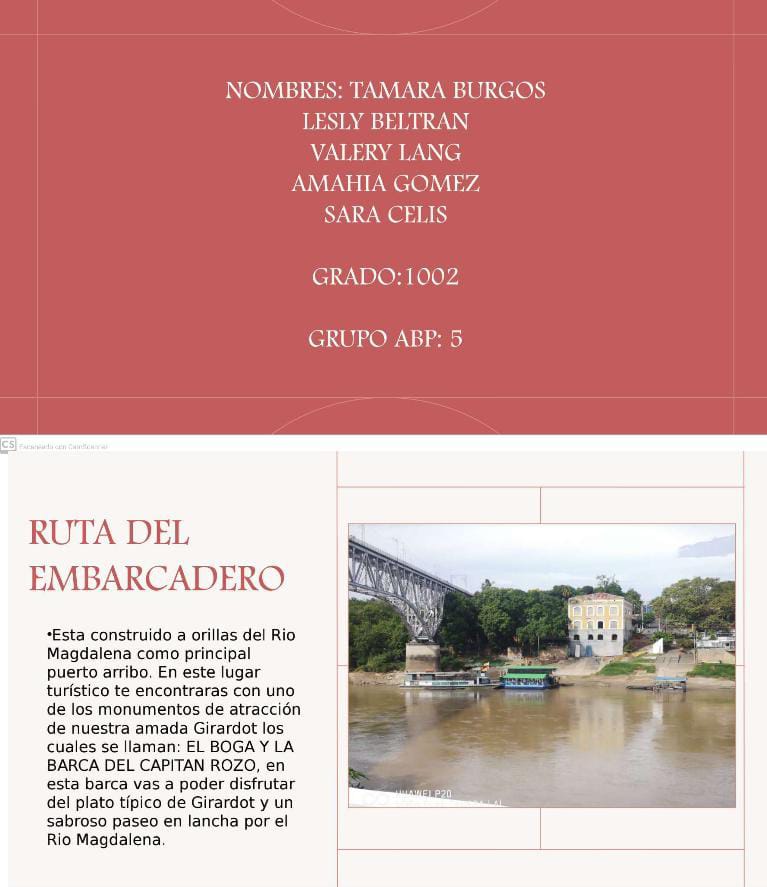 NOMBRES: TAMARA BURGOS
LESLY BELTRAN
VALERY LANG
AMAHIA GOMEZ
SARA CELIS
GRADO:1002
GRUPO ABP: 5
CS Escaneado con CamScanner
RUTA DEL
EMBARCADERO
•Esta construido a orillas del Rio
Magdalena como principal
puerto arribo. En este lugar
turístico te encontraras con uno
de los monumentos de atracción
de nuestra amada Girardot los
cuales se llaman: EL BOGA Y LA
BARCA DEL CAPITAN ROZO, en
esta barca vas a poder disfrutar
del plato típico de Girardot y un
sabroso paseo en lancha por el
Rio Magdalena.
HUAWEI P20